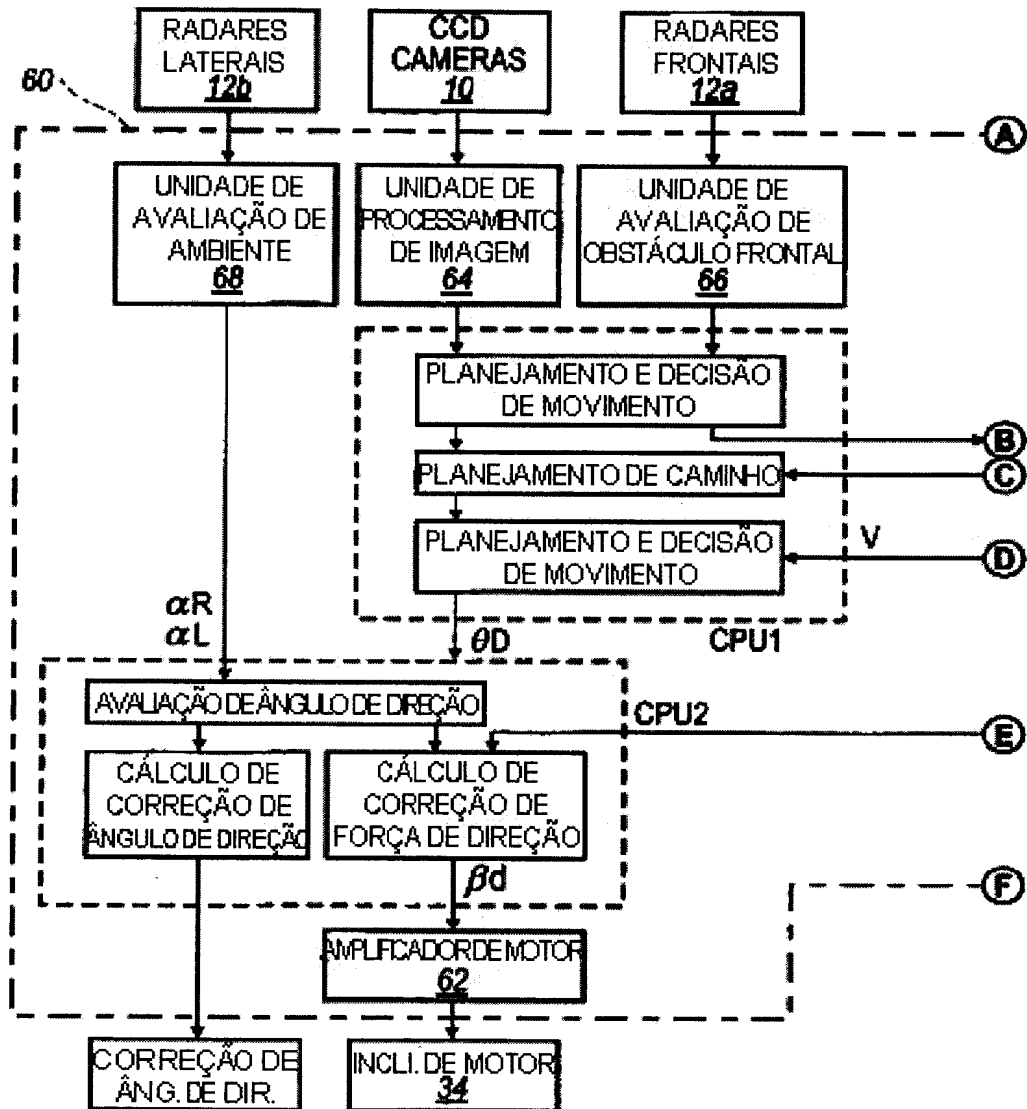 RADARES
LATERAIS
12b
CCD
CAMERAS
10
RADARES
FRONTAIS
12a
60
A
UNIDADE DE
AVALIAÇÃO DE
AMBIENTE
68
UNIDADE DE
PROCESSAMENTO
DE IMAGEM
64
UNIDADE DE
AVALIAÇÃO DE
OBSTÁCULO FRONTAL
66
PLANEJAMENTO E DECISÃO
DE MOVIMENTO
B
PLANEJAMENTO DE CAMINHO
C
PLANEJAMENTO E DECISÃO
DE MOVIMENTO
V
D
αR
αL
θD
CPU1
AVALIAÇÃO DE ÂNGULO DE DIREÇÃO
CPU2
E
CÁLCULO DE
CORREÇÃO DE
ÂNGULO DE DIREÇÃO
CÁLCULO DE
CORREÇÃO DE
FORÇA DE DIREÇÃO
βd
F
AMPLIFCADOR DE MOTOR
62
CORREÇÃO DE
ÂNG. DE DIR.
INCLI. DE MOTOR
34